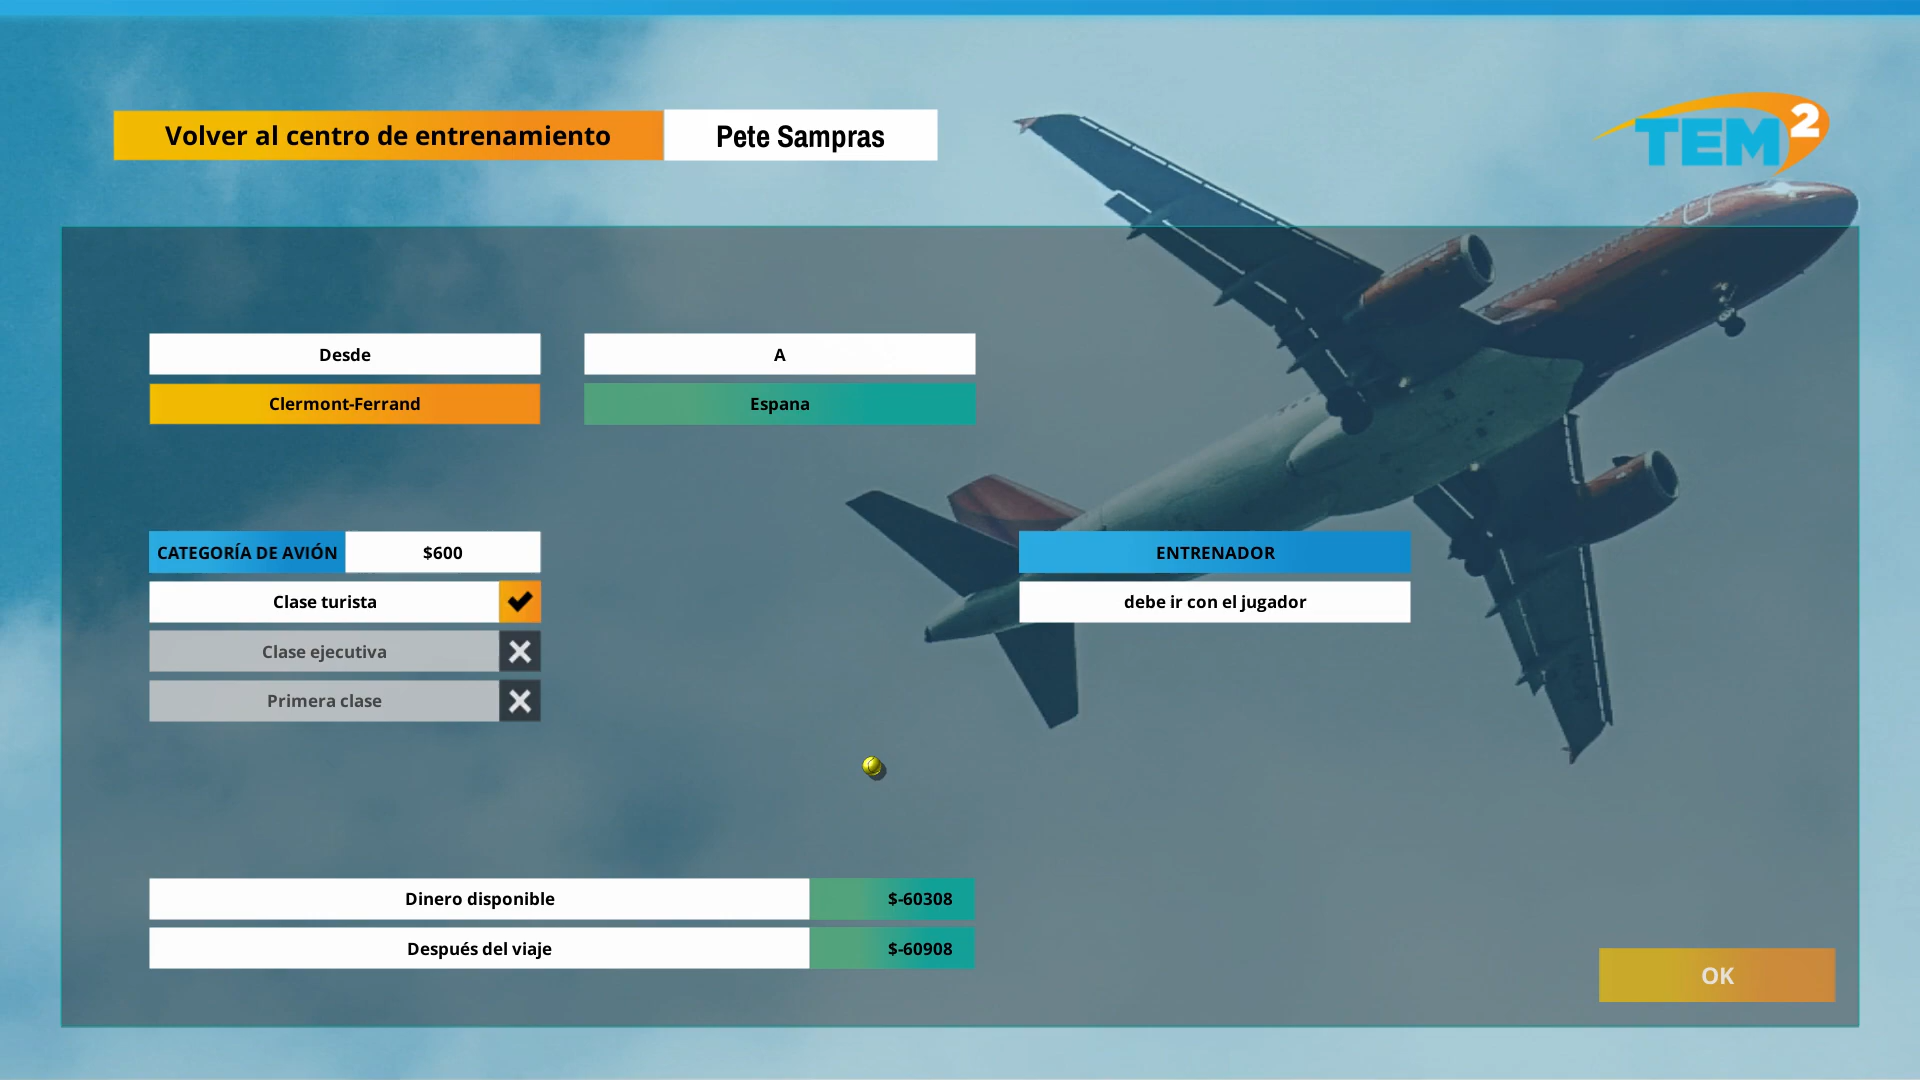 Volver al centro de entrenamiento
Pete Sampras
TEM2
Desde
A
Clermont-Ferrand
Espana
CATEGORÍA DE AVIÓN
$600
ENTRENADOR
Clase turista
debe ir con el jugador
Clase ejecutiva
Primera clase
Dinero disponible
$-60308
Después del viaje
$-60908
OK